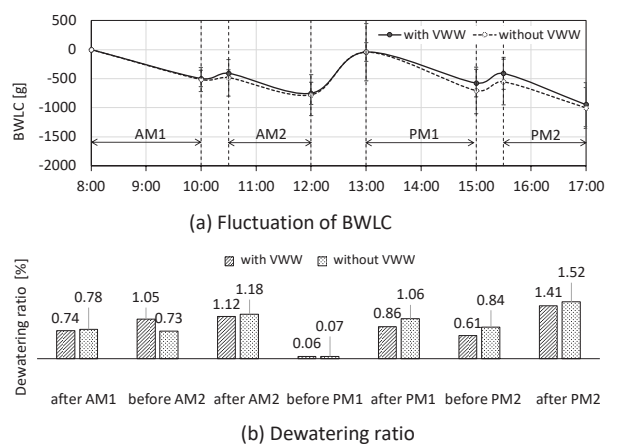 with VWW without VWW
500
0
-500
-1000
-1500
-2000
BWLC [g]
AM1 AM2 PM1 PM2
8:00 9:00 10:00 11:00 12:00 13:00 14:00 15:00 16:00 17:00
(a) Fluctuation of BWLC
with VWW without VWW
Dewatering ratio [%]
0.74 0.78 1.05 0.73 1.12 1.18 0.06 0.07 0.86 1.06 0.61 0.84 1.41 1.52
after AM1 before AM2 after AM2 before PM1 after PM1 before PM2 after PM2
(b) Dewatering ratio